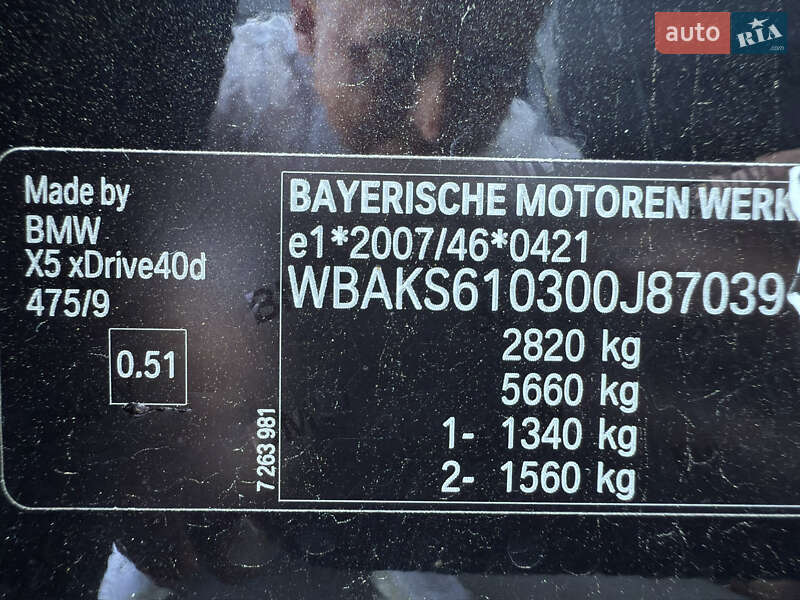 auto RIA
Made by
BMW
X5 xDrive40d
475/9
0.51
7 263 981
BAYERISCHE MOTOREN WERK
e1*2007/46*0421
WBAKS610300J87039
2820 kg
5660 kg
1- 1340 kg
2- 1560 kg